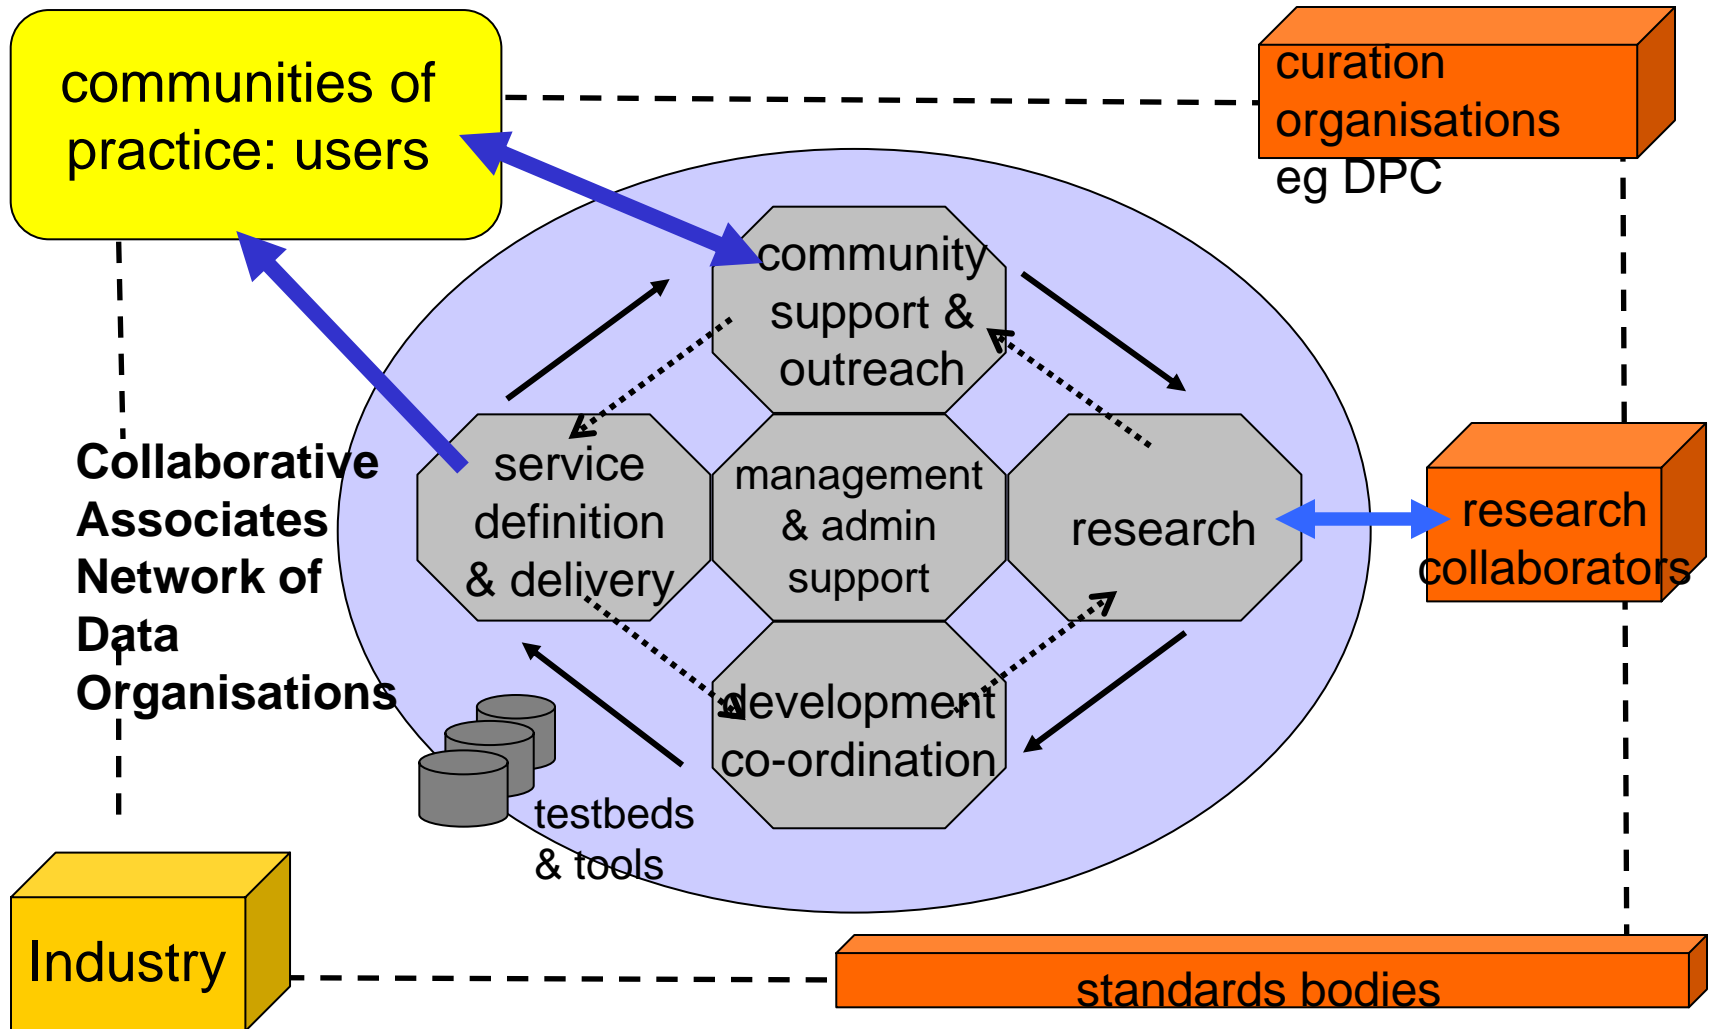 communities of
practice: users
curation
organisations
eg DPC
community
support &
outreach
Collaborative
Associates
Network of
Data
Organisations
service
definition
& delivery
management
& admin
support
research
research
collaborators
development
co-ordination
testbeds
& tools
Industry
standards bodies